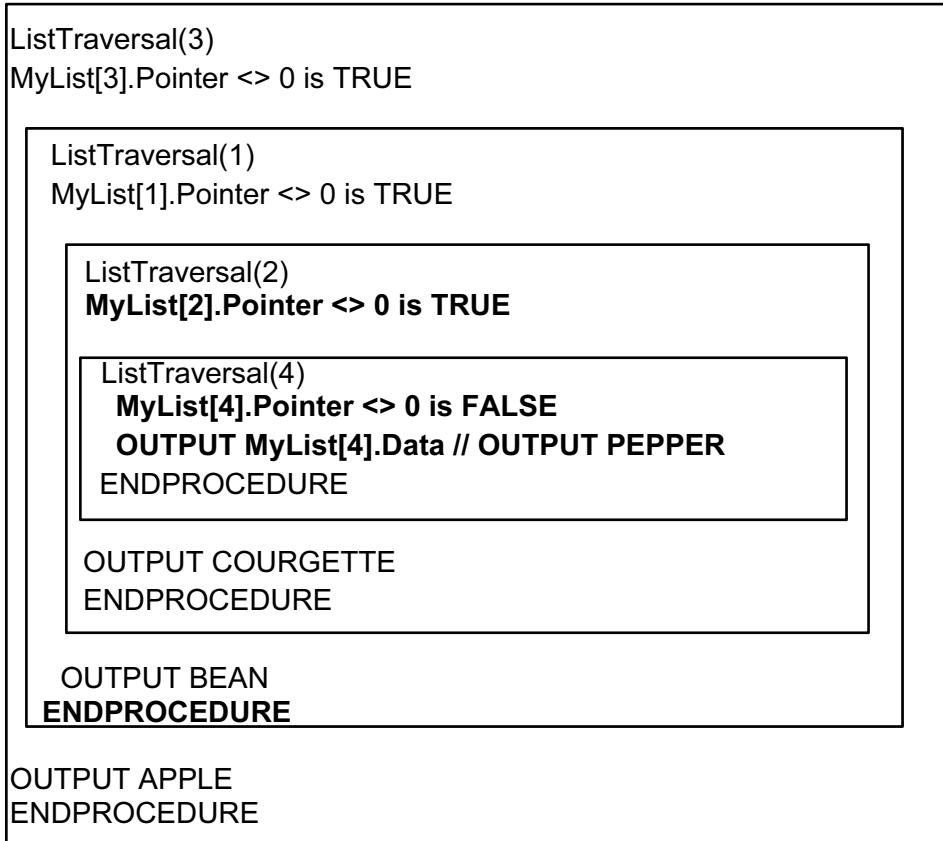 ListTraversal(3)
MyList[3].Pointer <> 0 is TRUE
ListTraversal(1)
MyList[1].Pointer <> 0 is TRUE
ListTraversal(2)
MyList[2].Pointer <> 0 is TRUE
ListTraversal(4)
MyList[4].Pointer <> 0 is FALSE
OUTPUT MyList[4].Data // OUTPUT PEPPER
ENDPROCEDURE
OUTPUT COURGETTE
ENDPROCEDURE
OUTPUT BEAN
ENDPROCEDURE
OUTPUT APPLE
ENDPROCEDURE